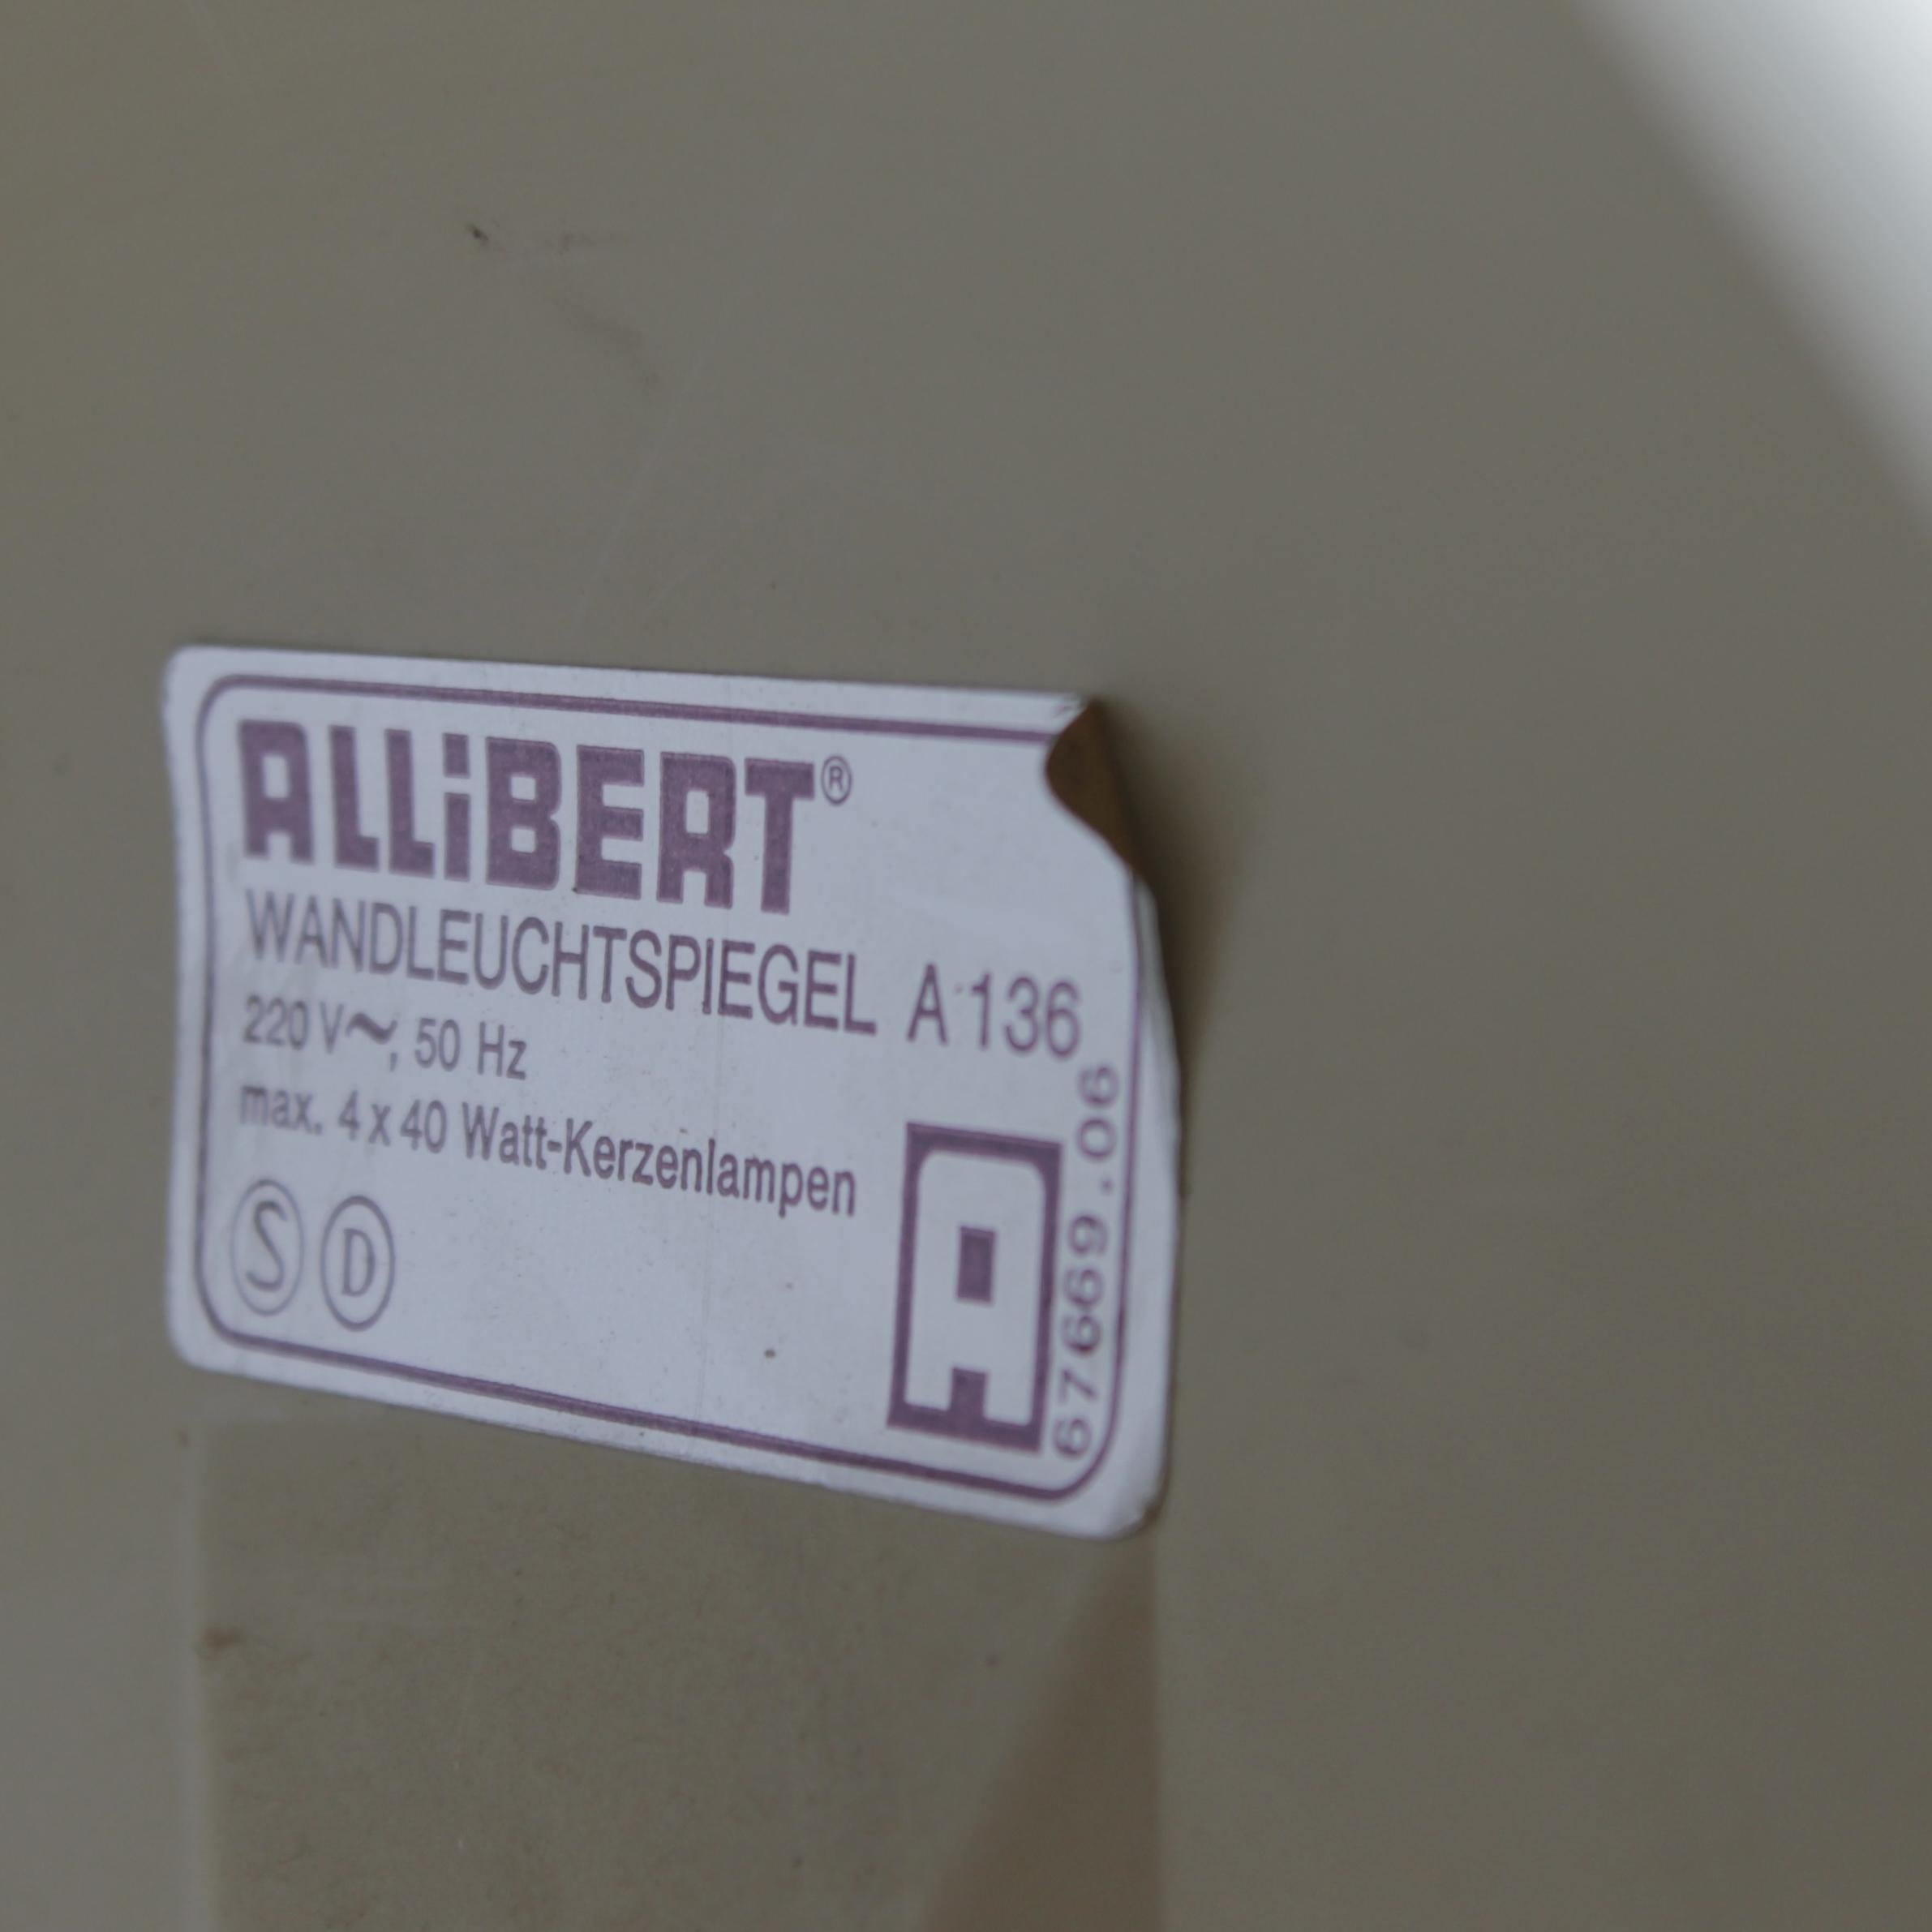 ALLiBERT®
WANDLEUCHTSPIEGEL A 136
220 V~, 50 Hz
max. 4 x 40 Watt-Kerzenlampen
S D
A
67669.06